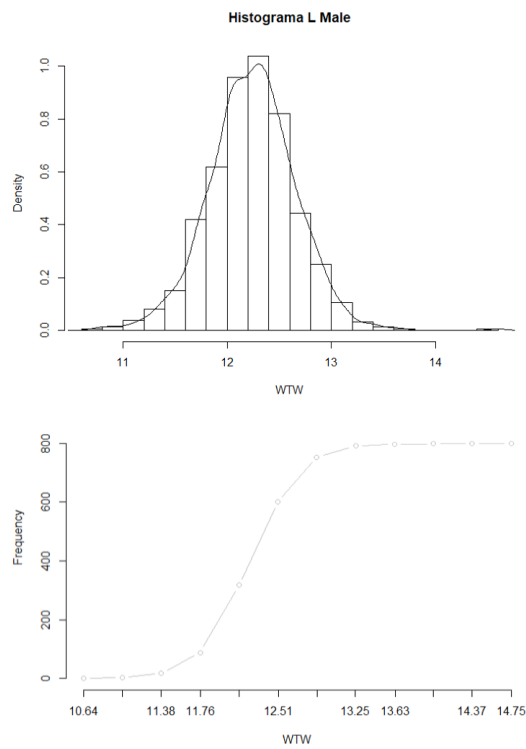 Histograma L Male
Density
0.0 0.2 0.4 0.6 0.8 1.0
11 12 13 14
WTW
Frequency
0 200 400 600 800
10.64 11.38 11.76 12.51 13.25 13.63 14.37 14.75
WTW